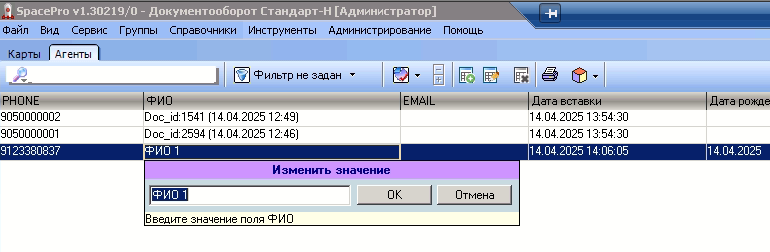 SpacePro v1.30219/0 - Документооборот Стандарт-Н [Администратор]
Файл Вид Сервис Группы Справочники Инструменты Администрирование Помощь
Карты Агенты
Фильтр не задан
PHONE ФИО EMAIL Дата вставки Дата рожде
9050000002 Doc_id:1541 (14.04.2025 12:49) 14.04.2025 13:54:30
9050000001 Doc_id:2594 (14.04.2025 12:46) 14.04.2025 13:54:30
9123380837 ФИО 1 14.04.2025 14:06:05 14.04.2025
Изменить значение
ФИО 1 OK Отмена
Введите значение поля ФИО